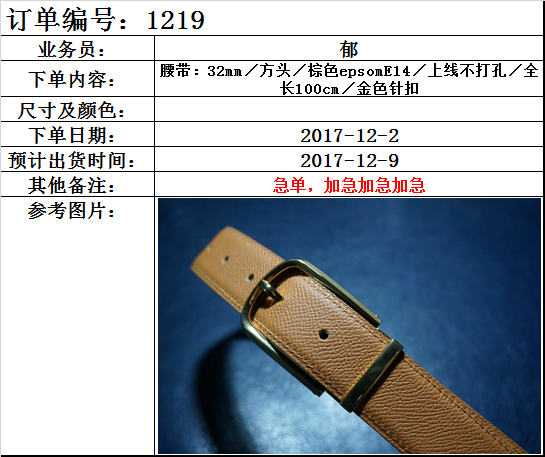 订单编号：1219
业务员：
郁
下单内容：
腰带：32mm／方头／棕色epsomE14／上线不打孔／全
长100cm／金色针扣
尺寸及颜色：
下单日期：
2017-12-2
预计出货时间：
2017-12-9
其他备注：
急单，加急加急加急
参考图片：